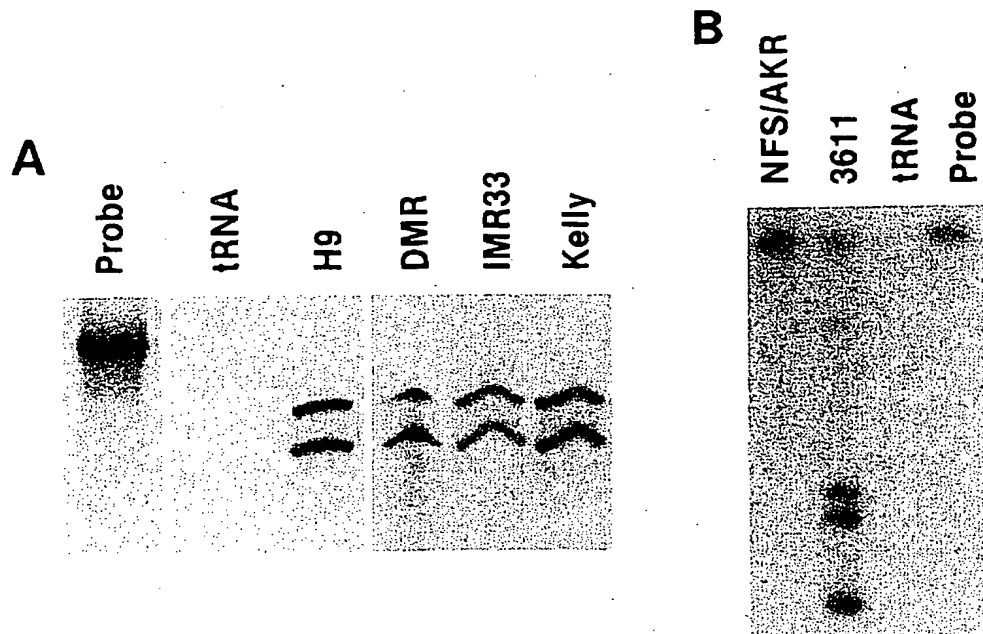 A
Probe
tRNA
H9
DMR
IMR33
Kelly
B
NFS/AKR
3611
tRNA
Probe